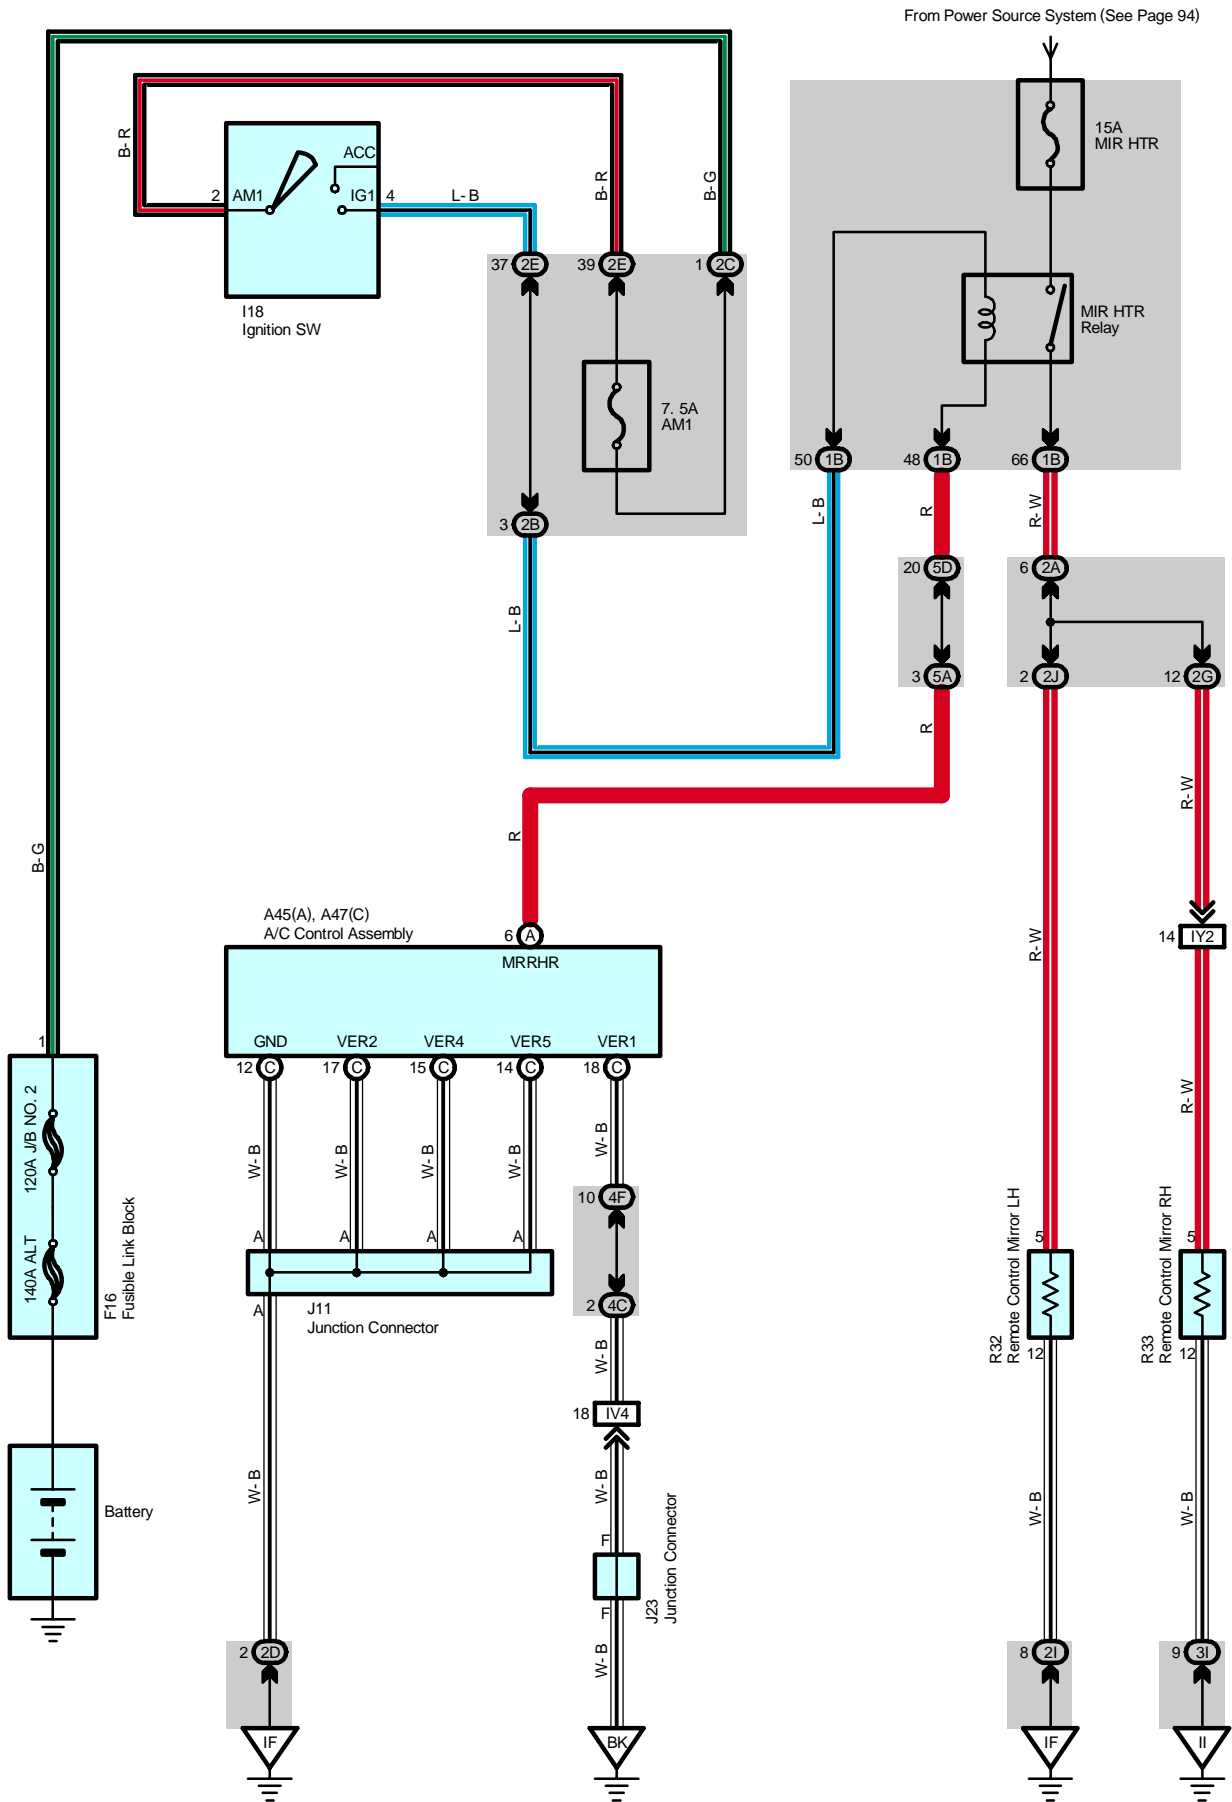 From Power Source System (See Page 94)
15A
MIR HTR
B- R
ACC
2
AM1
IG1
4
L- B
B- R
B- G
I18
Ignition SW
37
2E
39
2E
1
2C
MIR HTR
Relay
7. 5A
AM1
50
1B
48
1B
66
1B
3
2B
L- B
R
R- W
20
5D
6
2A
L- B
3
5A
2
2J
12
2G
R
R- W
R
B- G
A45(A), A47(C)
A/C Control Assembly
6
A
MRRHR
14
IY2
R- W
GND
VER2
VER4
VER5
VER1
12
C
17
C
15
C
14
C
18
C
1
120A J/B NO. 2
140A ALT
F16
Fusible Link Block
W- B
W- B
W- B
W- B
W- B
R- W
10
4F
A
A
A
A
A
J11
Junction Connector
2
4C
W- B
18
IV4
R32
Remote Control Mirror LH
5
12
R33
Remote Control Mirror RH
5
12
Battery
W- B
W- B
W- B
W- B
F
F
J23
Junction Connector
W- B
2
2D
8
2I
9
3I
IF
BK
IF
II